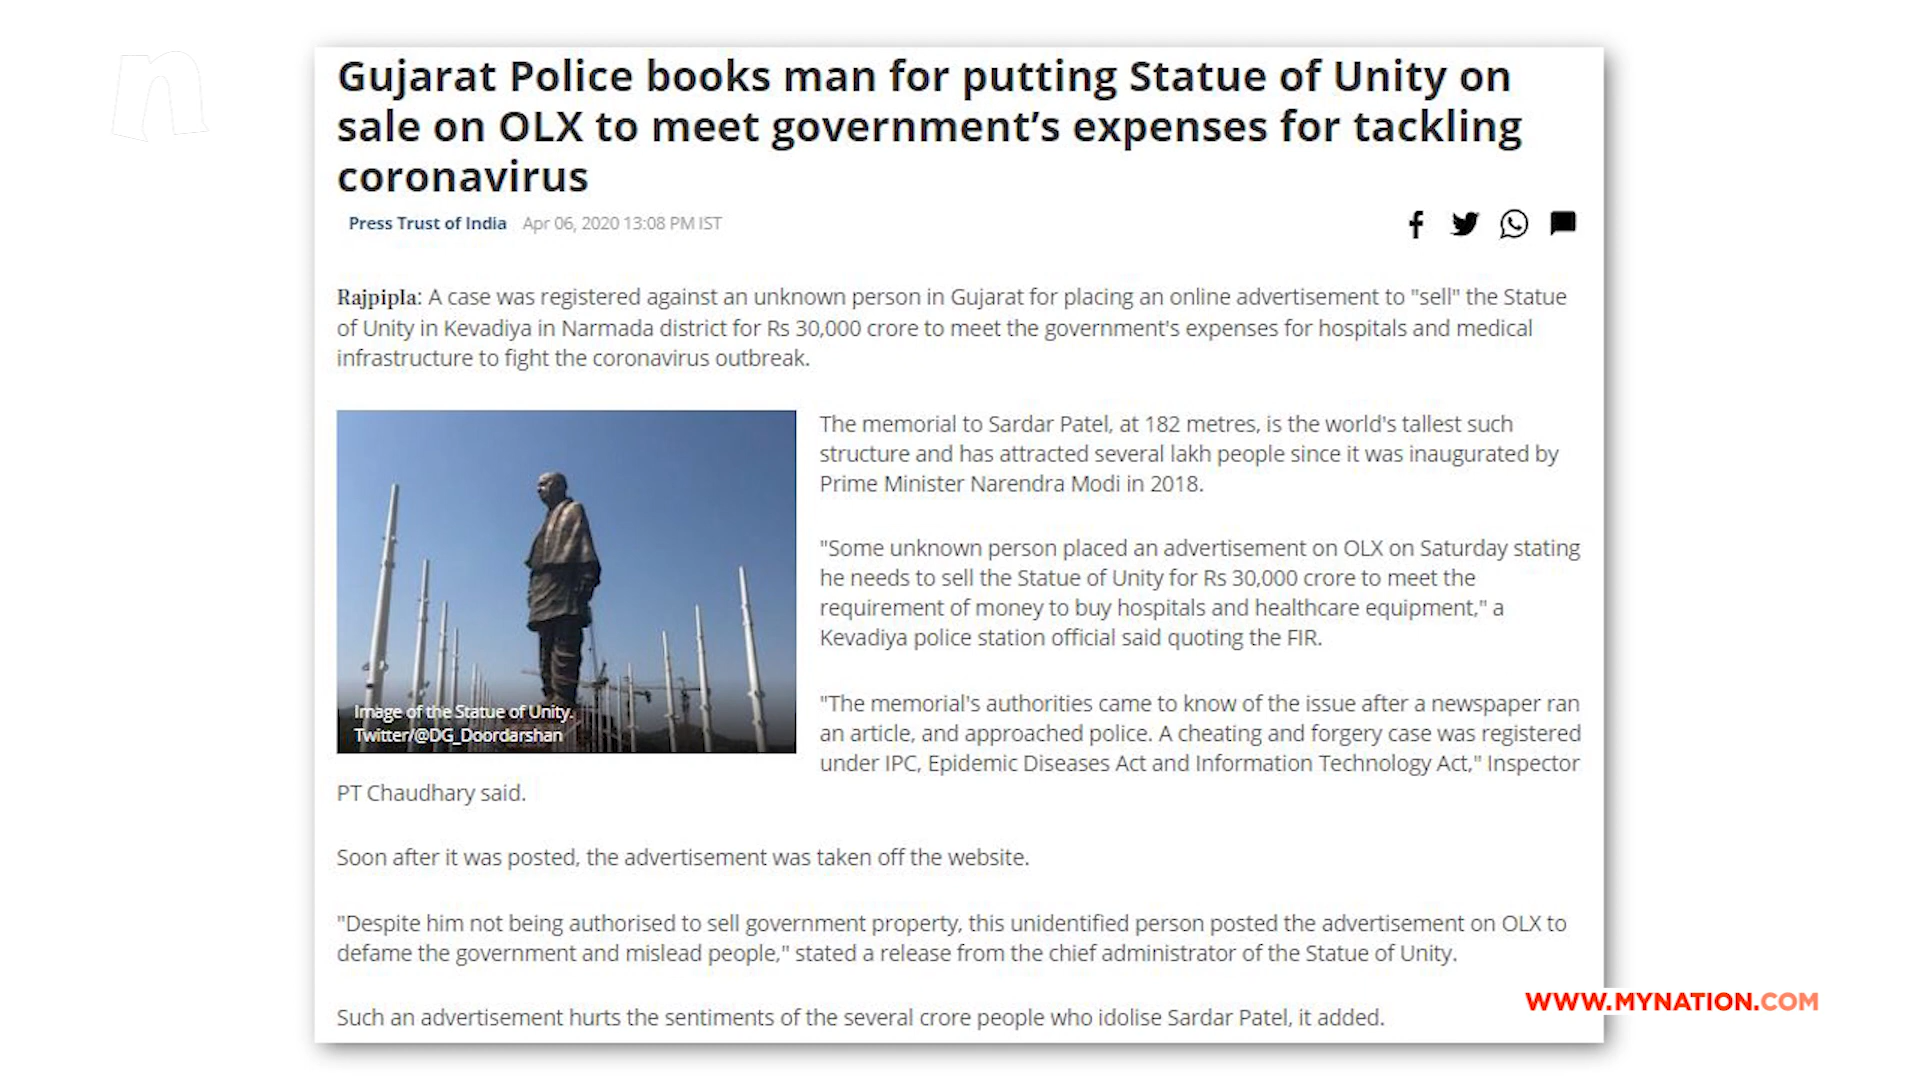 n
Gujarat Police books man for putting Statue of Unity on
sale on OLX to meet government’s expenses for tackling
coronavirus
Press Trust of India Apr 06, 2020 13:08 PM IST
Rajpipla: A case was registered against an unknown person in Gujarat for placing an online advertisement to "sell" the Statue
of Unity in Kevadiya in Narmada district for Rs 30,000 crore to meet the government's expenses for hospitals and medical
infrastructure to fight the coronavirus outbreak.
The memorial to Sardar Patel, at 182 metres, is the world's tallest such
structure and has attracted several lakh people since it was inaugurated by
Prime Minister Narendra Modi in 2018.
"Some unknown person placed an advertisement on OLX on Saturday stating
he needs to sell the Statue of Unity for Rs 30,000 crore to meet the
requirement of money to buy hospitals and healthcare equipment," a
Kevadiya police station official said quoting the FIR.
Image of the Statue of Unity.
Twitter/@DG_Doordarshan
"The memorial's authorities came to know of the issue after a newspaper ran
an article, and approached police. A cheating and forgery case was registered
under IPC, Epidemic Diseases Act and Information Technology Act," Inspector
PT Chaudhary said.
Soon after it was posted, the advertisement was taken off the website.
"Despite him not being authorised to sell government property, this unidentified person posted the advertisement on OLX to
defame the government and mislead people," stated a release from the chief administrator of the Statue of Unity.
Such an advertisement hurts the sentiments of the several crore people who idolise Sardar Patel, it added.
WWW.MYNATION.COM